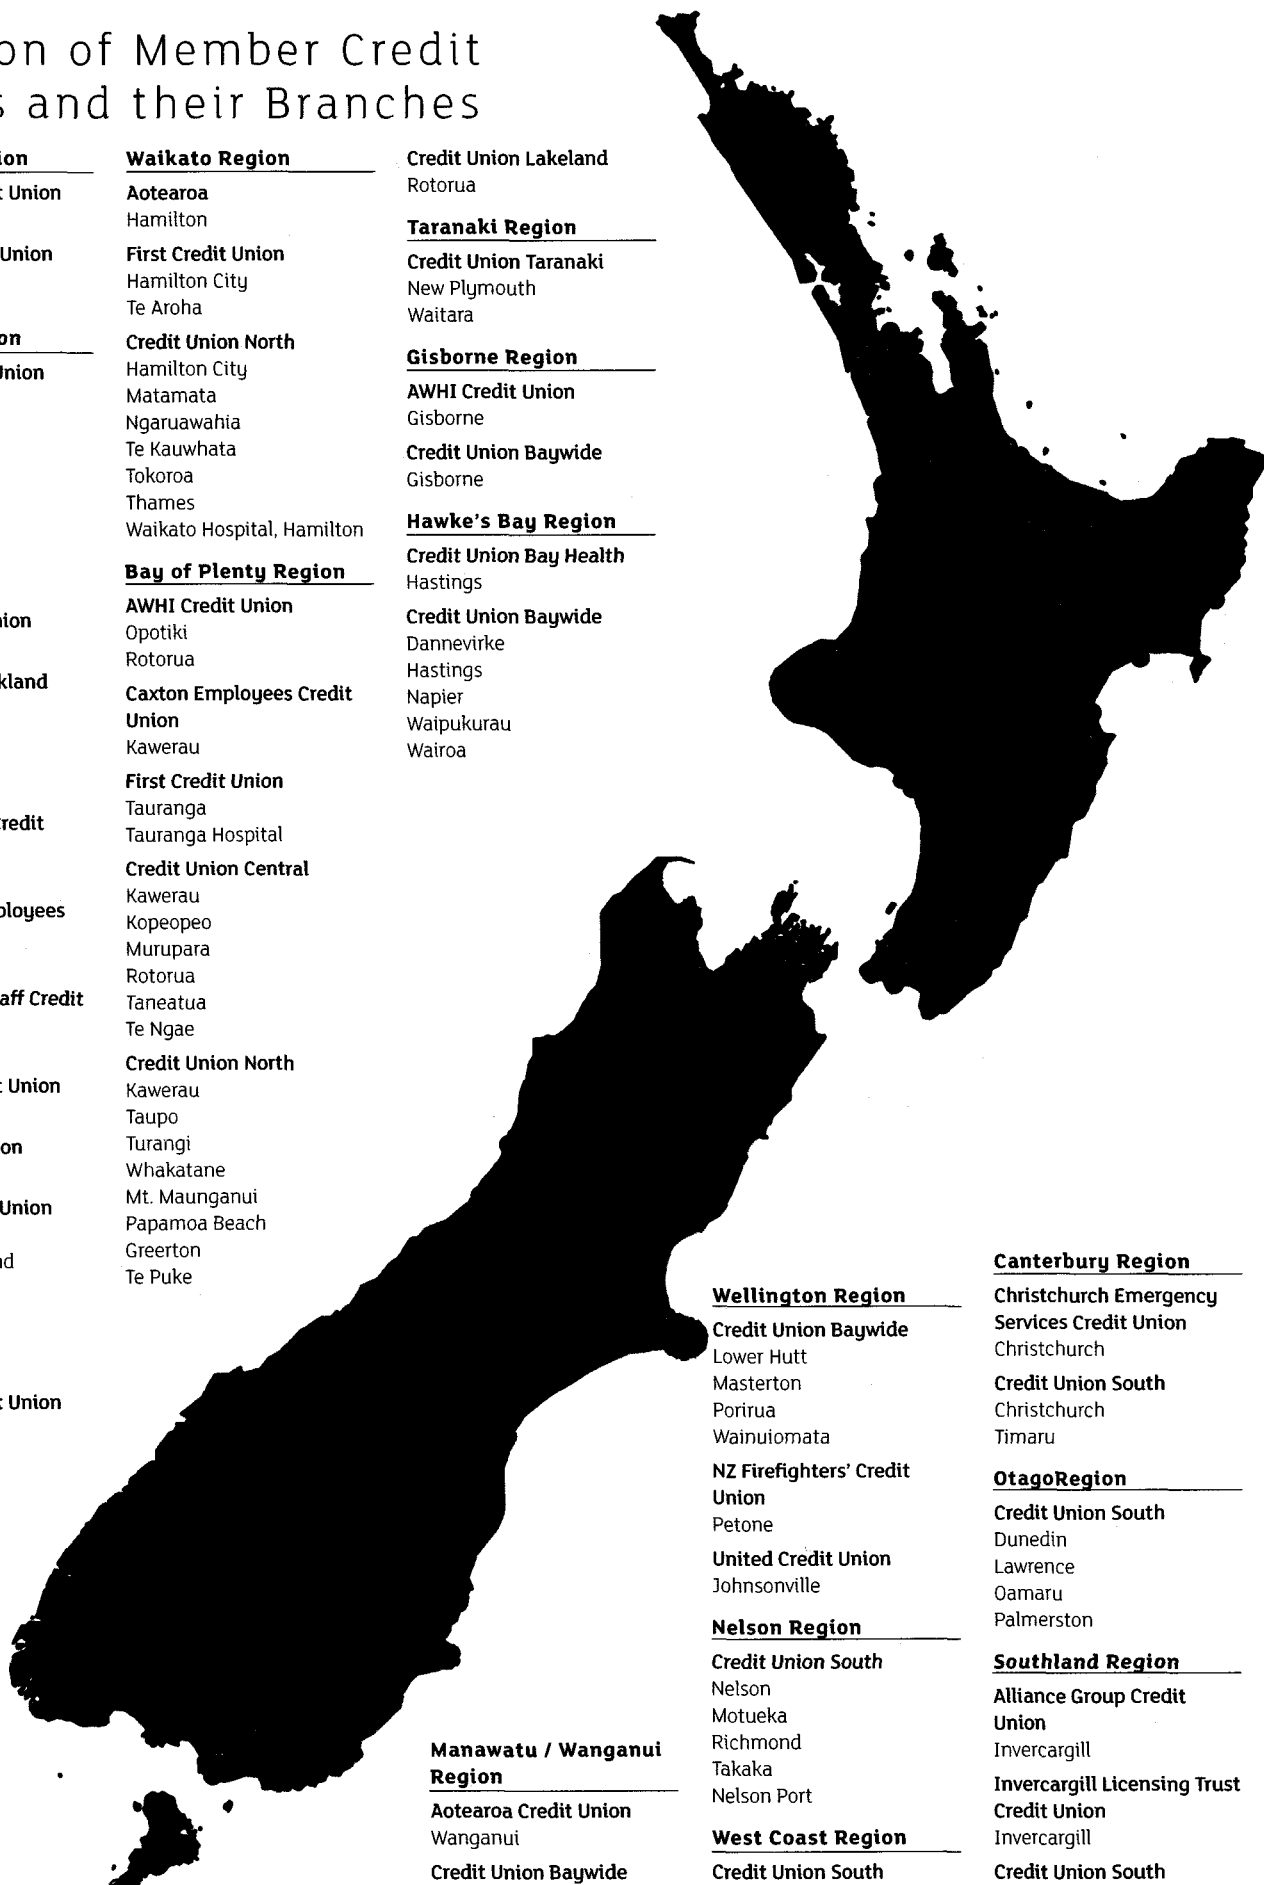 on of Member Credit
s and their Branches
ion
t Union
Union
on
Union
ion
kland
redit
ployees
aff Credit
t Union
on
Union
nd
t Union
Waikato Region
Aotearoa
Hamilton
First Credit Union
Hamilton City
Te Aroha
Credit Union North
Hamilton City
Matamata
Ngaruawahia
Te Kauwhata
Tokoroa
Thames
Waikato Hospital, Hamilton
Bay of Plenty Region
AWHI Credit Union
Opotiki
Rotorua
Caxton Employees Credit
Union
Kawerau
First Credit Union
Tauranga
Tauranga Hospital
Credit Union Central
Kawerau
Kopeopeo
Murupara
Rotorua
Taneatua
Te Ngae
Credit Union North
Kawerau
Taupo
Turangi
Whakatane
Mt. Maunganui
Papamoa Beach
Greerton
Te Puke
Credit Union Lakeland
Rotorua
Taranaki Region
Credit Union Taranaki
New Plymouth
Waitara
Gisborne Region
AWHI Credit Union
Gisborne
Credit Union Baywide
Gisborne
Hawke's Bay Region
Credit Union Bay Health
Hastings
Credit Union Baywide
Dannevirke
Hastings
Napier
Waipukurau
Wairoa
Manawatu / Wanganui
Region
Aotearoa Credit Union
Wanganui
Credit Union Baywide
Wellington Region
Credit Union Baywide
Lower Hutt
Masterton
Porirua
Wainuiomata
NZ Firefighters' Credit
Union
Petone
United Credit Union
Johnsonville
Nelson Region
Credit Union South
Nelson
Motueka
Richmond
Takaka
Nelson Port
West Coast Region
Credit Union South
Canterbury Region
Christchurch Emergency
Services Credit Union
Christchurch
Credit Union South
Christchurch
Timaru
OtagoRegion
Credit Union South
Dunedin
Lawrence
Oamaru
Palmerston
Southland Region
Alliance Group Credit
Union
Invercargill
Invercargill Licensing Trust
Credit Union
Invercargill
Credit Union South